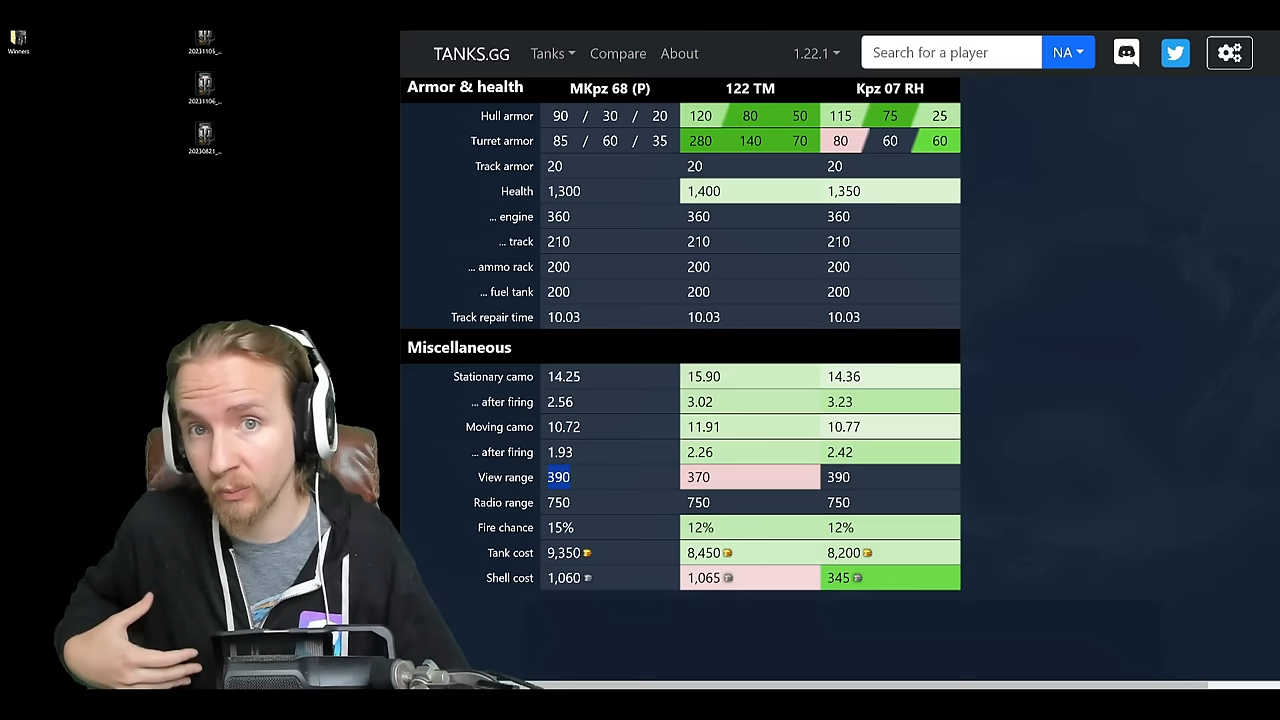 Winners
20231105_...
20231106_...
20230821_...
TANKS.GG Tanks Compare About 1.22.1 Search for a player NA
Armor & health MKpz 68 (P) 122 TM Kpz 07 RH
Hull armor 90 / 30 / 20 120 80 50 115 75 25
Turret armor 85 / 60 / 35 280 140 70 80 60 60
Track armor 20 20 20
Health 1,300 1,400 1,350
... engine 360 360 360
... track 210 210 210
... ammo rack 200 200 200
... fuel tank 200 200 200
Track repair time 10.03 10.03 10.03
Miscellaneous
Stationary camo 14.25 15.90 14.36
... after firing 2.56 3.02 3.23
Moving camo 10.72 11.91 10.77
... after firing 1.93 2.26 2.42
View range 390 370 390
Radio range 750 750 750
Fire chance 15% 12% 12%
Tank cost 9,350 8,450 8,200
Shell cost 1,060 1,065 345